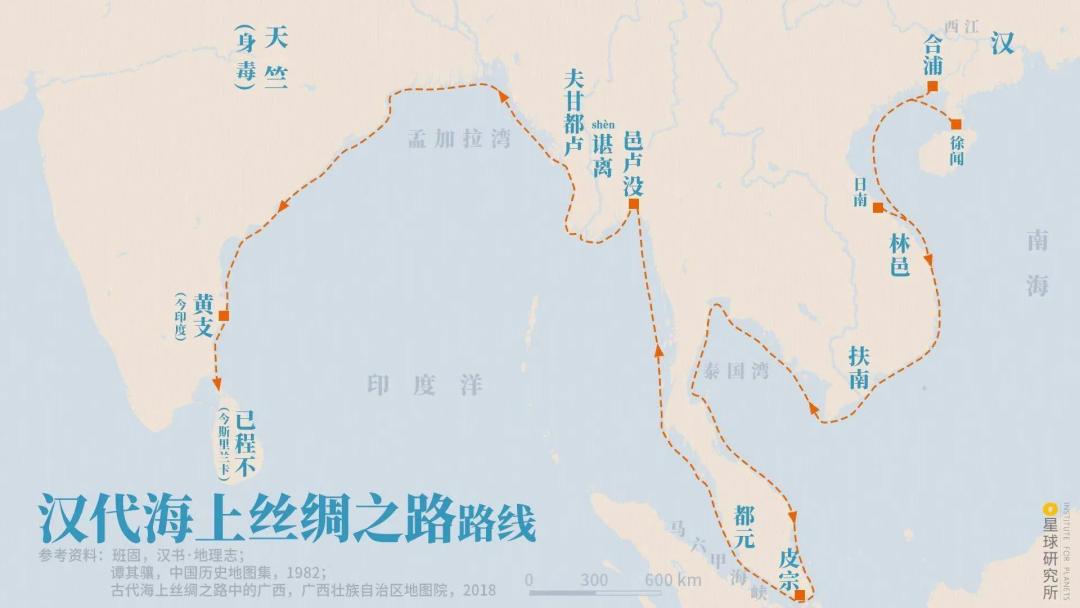 西江
汉
合浦
徐闻
天竺
(身毒)
夫甘都卢
shèn
谌离
邑卢没
孟加拉湾
日南
林邑
南海
黄支
(今印度)
扶南
泰国湾
印度洋
已程不
(今斯里兰卡)
汉代海上丝绸之路路线
都元
皮宗
马六甲海峡
参考资料：班固，汉书·地理志；
谭其骧，中国历史地图集，1982；
古代海上丝绸之路中的广西，广西壮族自治区地图院，2018
0 300 600 km
星球研究所
INSTITUTE FOR PLANETS